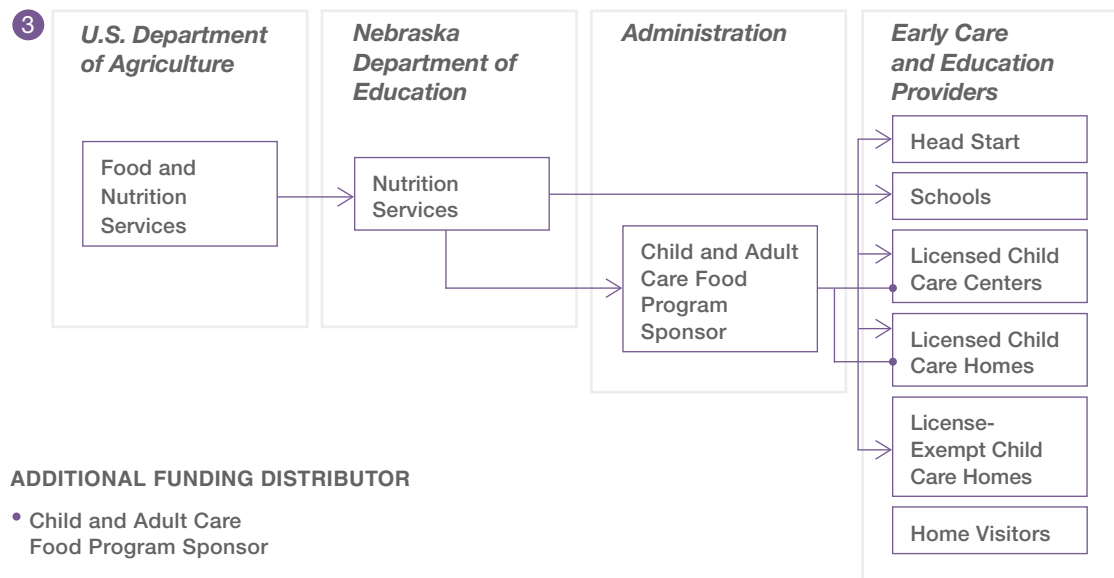 3
U.S. Department
of Agriculture
Food and
Nutrition
Services
Nebraska
Department of
Education
Nutrition
Services
Administration
Child and Adult
Care Food
Program
Sponsor
Early Care
and Education
Providers
Head Start
Schools
Licensed Child
Care Centers
Licensed Child
Care Homes
License-
Exempt Child
Care Homes
Home Visitors
ADDITIONAL FUNDING DISTRIBUTOR
• Child and Adult Care
Food Program Sponsor